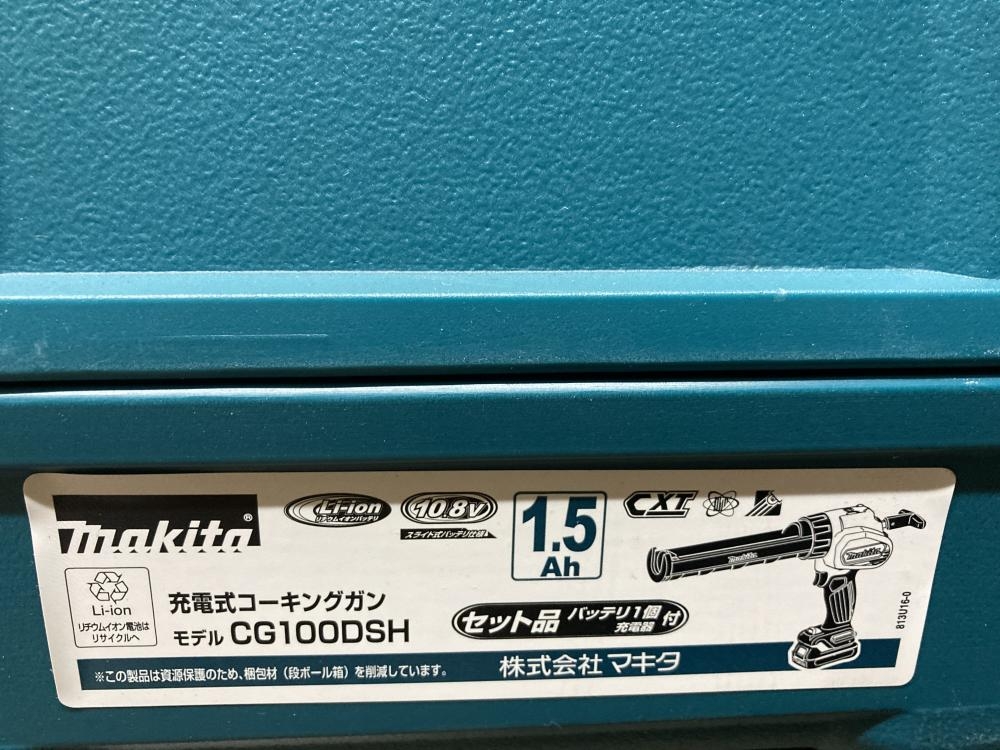 makita®
Li-ion
リチウムイオンバッテリ
10.8V
スライド式バッテリ仕様
1.5
Ah
CXT
makita
makita
Li-ion
リチウムイオン電池は
リサイクルへ
充電式コーキングガン
モデル CG100DSH
セット品 バッテリ1個
充電器 付
813U16-0
※この製品は資源保護のため、梱包材（段ボール箱）を削減しています。
株式会社 マキタ